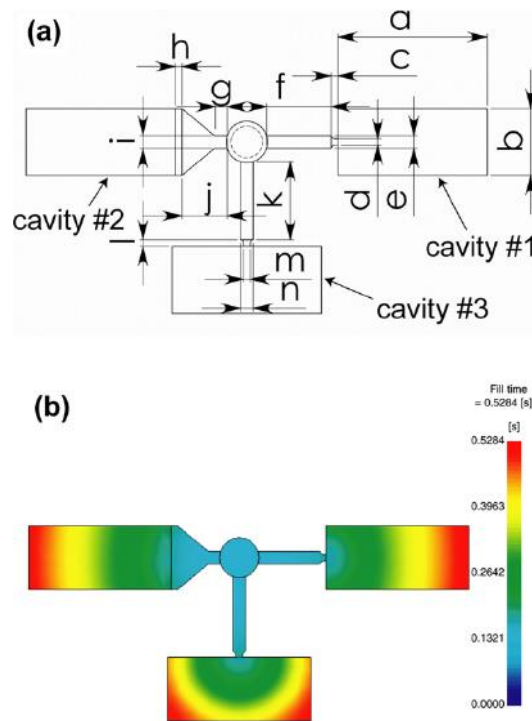 (a)
a
h
c
g
f
i
b
j
k
d
e
cavity #2
cavity #1
l
m
n
cavity #3
(b)
Fill time
= 0.5284 [s]
[s]
0.5284
0.3963
0.2642
0.1321
0.0000